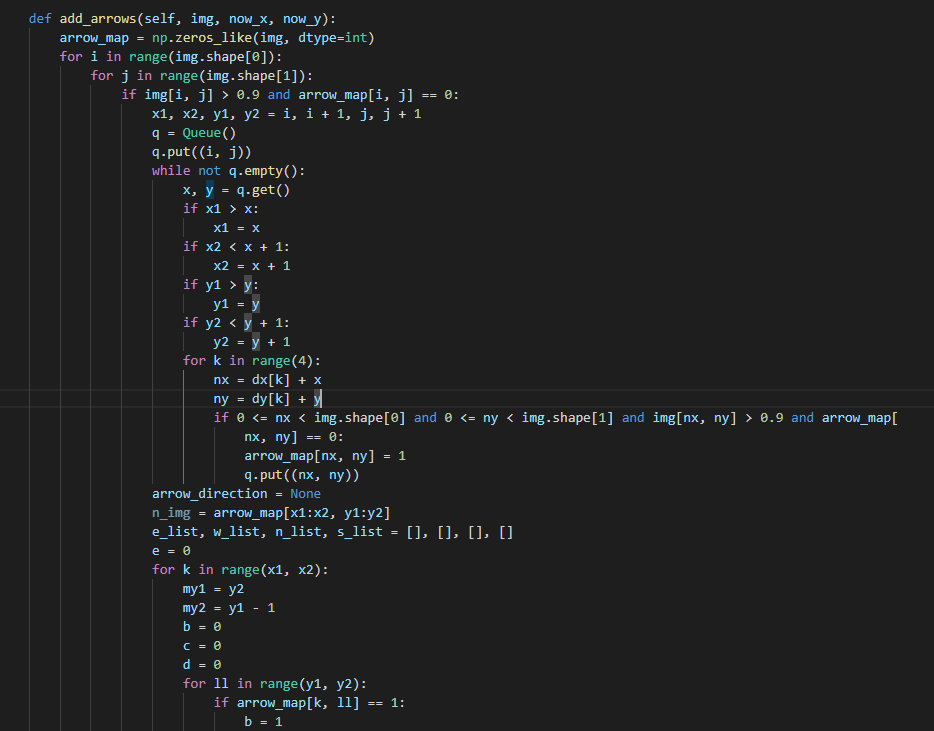 def add_arrows(self, img, now_x, now_y):
    arrow_map = np.zeros_like(img, dtype=int)
    for i in range(img.shape[0]):
        for j in range(img.shape[1]):
            if img[i, j] > 0.9 and arrow_map[i, j] == 0:
                x1, x2, y1, y2 = i, i + 1, j, j + 1
                q = Queue()
                q.put((i, j))
                while not q.empty():
                    x, y = q.get()
                    if x1 > x:
                        x1 = x
                    if x2 < x + 1:
                        x2 = x + 1
                    if y1 > y:
                        y1 = y
                    if y2 < y + 1:
                        y2 = y + 1
                    for k in range(4):
                        nx = dx[k] + x
                        ny = dy[k] + y
                        if 0 <= nx < img.shape[0] and 0 <= ny < img.shape[1] and img[nx, ny] > 0.9 and arrow_map[
                            nx, ny] == 0:
                            arrow_map[nx, ny] = 1
                            q.put((nx, ny))
                arrow_direction = None
                n_img = arrow_map[x1:x2, y1:y2]
                e_list, w_list, n_list, s_list = [], [], [], []
                e = 0
                for k in range(x1, x2):
                    my1 = y2
                    my2 = y1 - 1
                    b = 0
                    c = 0
                    d = 0
                    for ll in range(y1, y2):
                        if arrow_map[k, ll] == 1:
                            b = 1